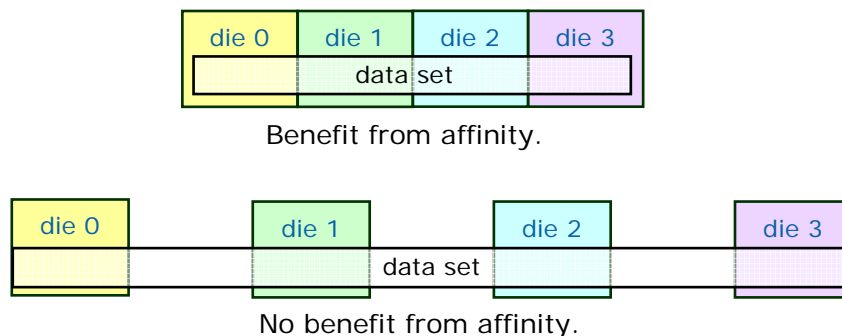 die 0 die 1 die 2 die 3
data set
Benefit from affinity.
die 0 die 1 die 2 die 3
data set
No benefit from affinity.